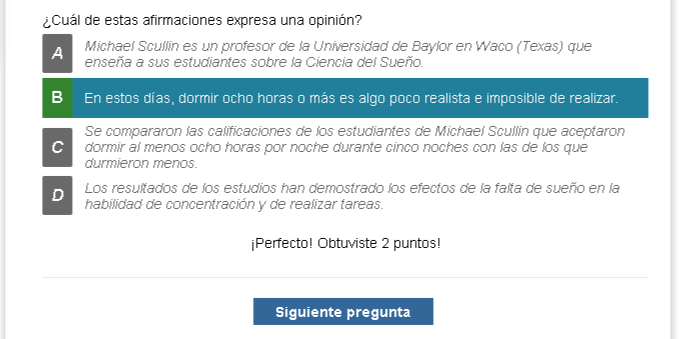 ¿Cuál de estas afirmaciones expresa una opinión?
A
Michael Scullin es un profesor de la Universidad de Baylor en Waco (Texas) que
enseña a sus estudiantes sobre la Ciencia del Sueño.
B
En estos días, dormir ocho horas o más es algo poco realista e imposible de realizar.
C
Se compararon las calificaciones de los estudiantes de Michael Scullin que aceptaron
dormir al menos ocho horas por noche durante cinco noches con las de los que
durmieron menos.
D
Los resultados de los estudios han demostrado los efectos de la falta de sueño en la
habilidad de concentración y de realizar tareas.
¡Perfecto! Obtuviste 2 puntos!
Siguiente pregunta